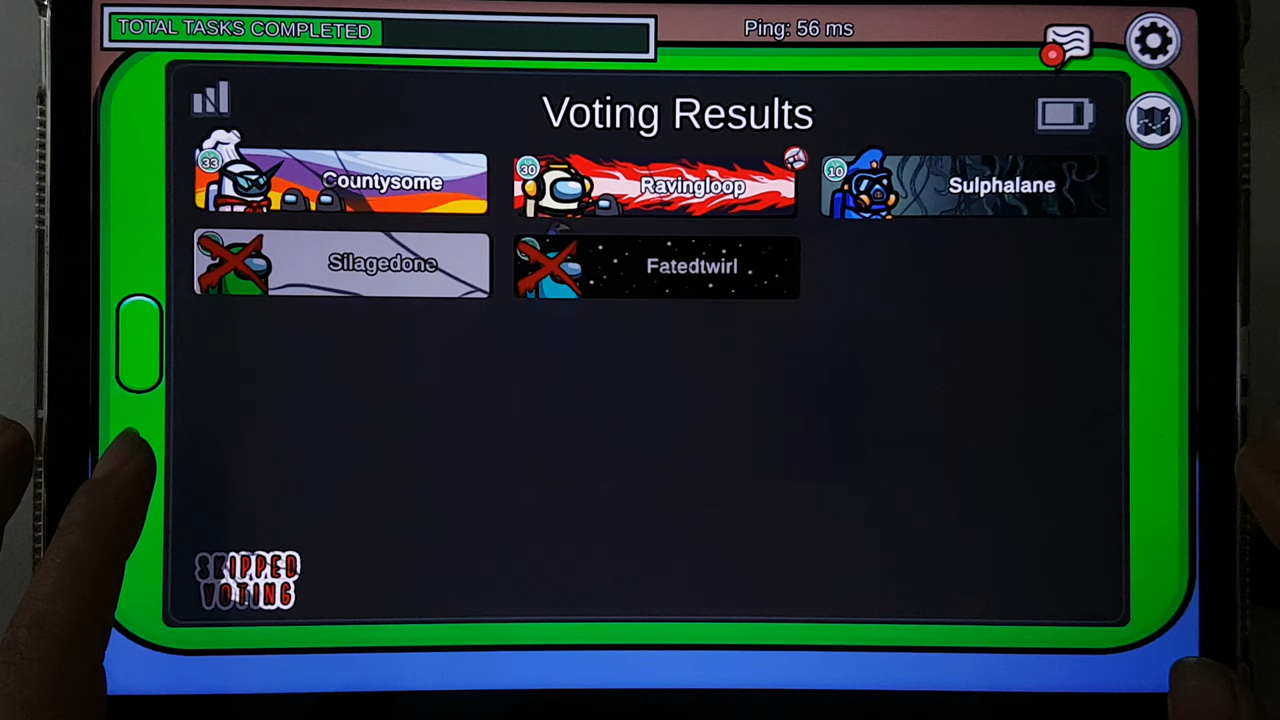 TOTAL TASKS COMPLETED
Ping: 56 ms
Voting Results
33 Countysome
30 Ravingloop
10 Sulphalane
Silagedone
Fatedtwirl
SKIPPED
VOTING